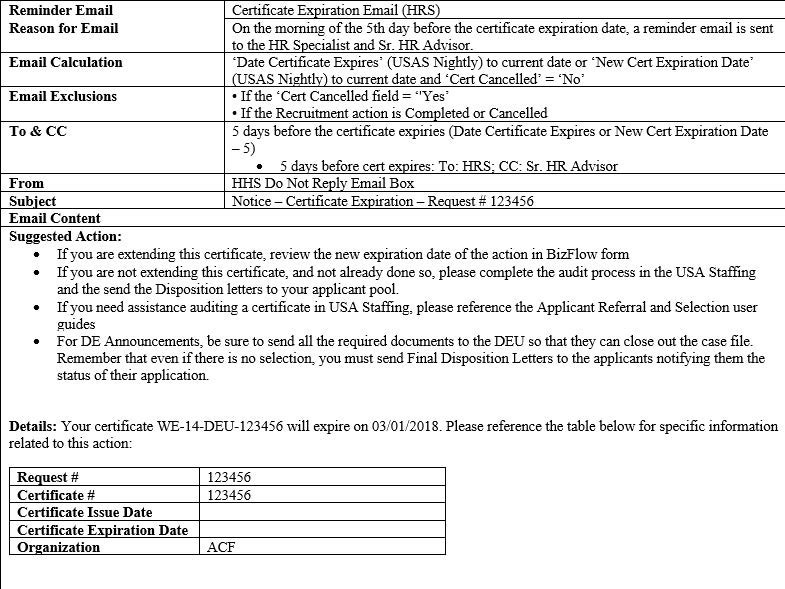 Reminder Email Certificate Expiration Email (HRS)
Reason for Email On the morning of the 5th day before the certificate expiration date, a reminder email is sent
to the HR Specialist and Sr. HR Advisor.
Email Calculation ‘Date Certificate Expires’ (USAS Nightly) to current date or ‘New Cert Expiration Date’
(USAS Nightly) to current date and ‘Cert Cancelled’ = ‘No’
Email Exclusions • If the ‘Cert Cancelled field = “Yes’
• If the Recruitment action is Completed or Cancelled
To & CC 5 days before the certificate expiries (Date Certificate Expires or New Cert Expiration Date
– 5)
• 5 days before cert expires: To: HRS; CC: Sr. HR Advisor
From HHS Do Not Reply Email Box
Subject Notice – Certificate Expiration – Request # 123456
Email Content
Suggested Action:
• If you are extending this certificate, review the new expiration date of the action in BizFlow form
• If you are not extending this certificate, and not already done so, please complete the audit process in the USA Staffing
and the send the Disposition letters to your applicant pool.
• If you need assistance auditing a certificate in USA Staffing, please reference the Applicant Referral and Selection user
guides
• For DE Announcements, be sure to send all the required documents to the DEU so that they can close out the case file.
Remember that even if there is no selection, you must send Final Disposition Letters to the applicants notifying them the
status of their application.
Details: Your certificate WE-14-DEU-123456 will expire on 03/01/2018. Please reference the table below for specific information
related to this action:
Request # 123456
Certificate # 123456
Certificate Issue Date
Certificate Expiration Date
Organization ACF